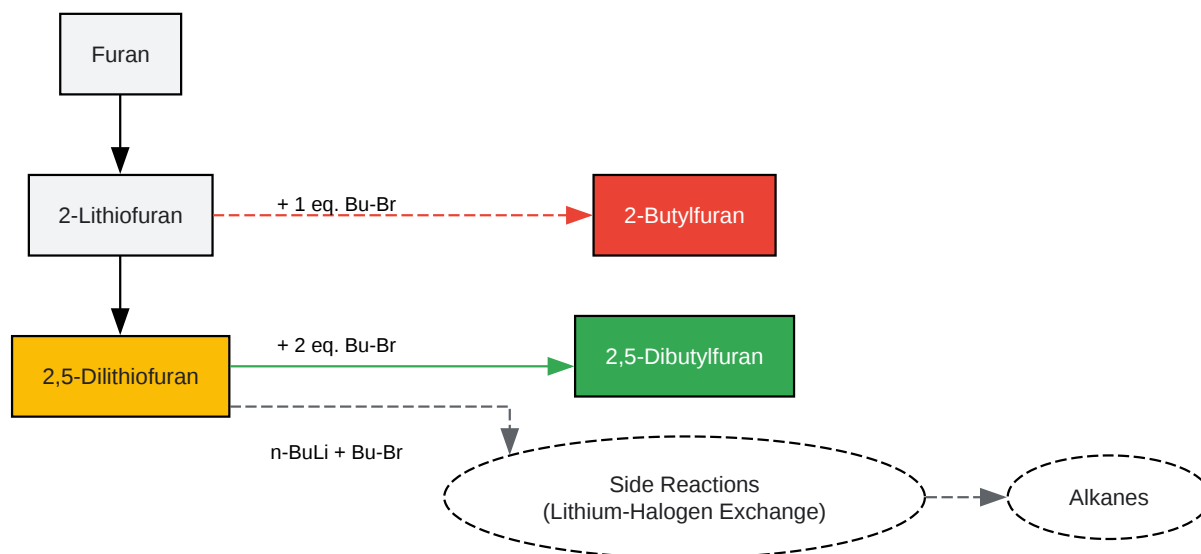 Furan
2-Lithiofuran
+ 1 eq. Bu-Br
2-Butylfuran
2,5-Dilithiofuran
+ 2 eq. Bu-Br
2,5-Dibutylfuran
n-BuLi + Bu-Br
Side Reactions
(Lithium-Halogen Exchange)
Alkanes